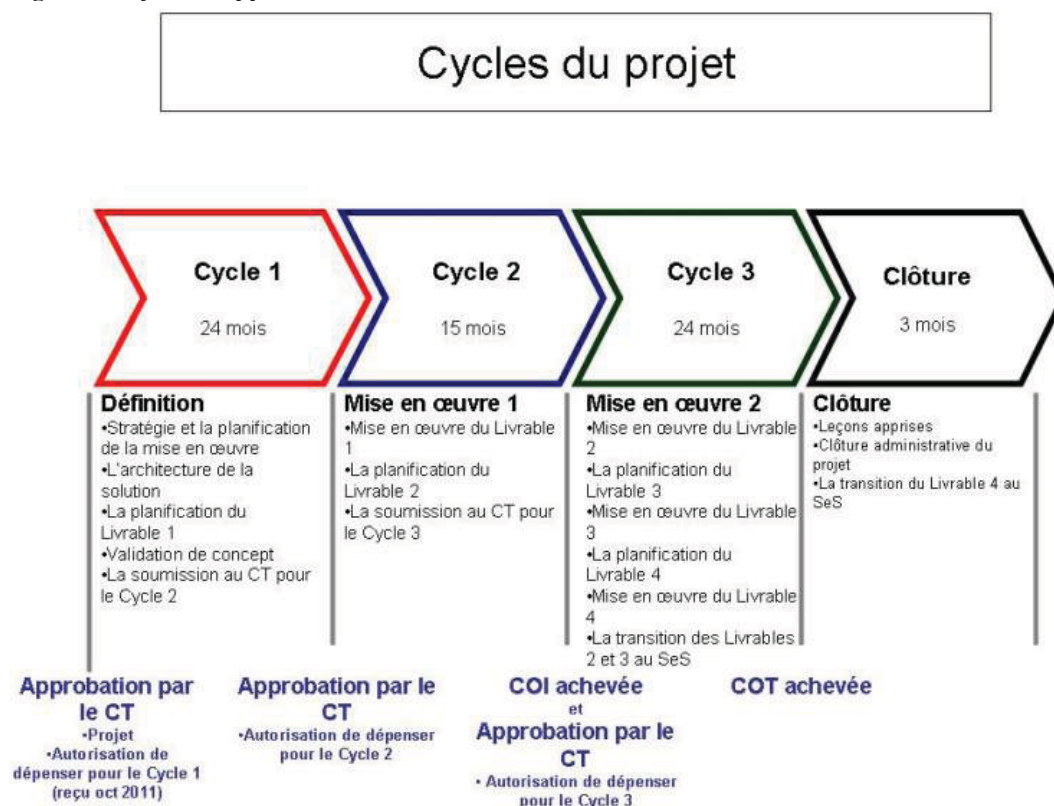 Cycles du projet
Cycle 1
24 mois
Cycle 2
15 mois
Cycle 3
24 mois
Clôture
3 mois
Définition
•Stratégie et la planification
de la mise en œuvre
•L'architecture de la
solution
•La planification du
Livrable 1
•Validation de concept
•La soumission au CT pour
le Cycle 2
Mise en œuvre 1
•Mise en œuvre du Livrable
1
•La planification du
Livrable 2
•La soumission au CT pour
le Cycle 3
Mise en œuvre 2
•Mise en œuvre du Livrable
2
•La planification du
Livrable 3
•Mise en œuvre du Livrable
3
•La planification du
Livrable 4
•Mise en œuvre du Livrable
4
•La transition des Livrables
2 et 3 au SeS
Clôture
•Leçons apprises
•Clôture administrative du
projet
•La transition du Livrable 4 au
SeS
Approbation par
le CT
•Projet
•Autorisation de
dépenser pour le Cycle 1
(reçu oct 2011)
Approbation par le
CT
•Autorisation de dépenser
pour le Cycle 2
COI achevée
et
Approbation par le
CT
• Autorisation de dépenser
pour le Cycle 3
COT achevée